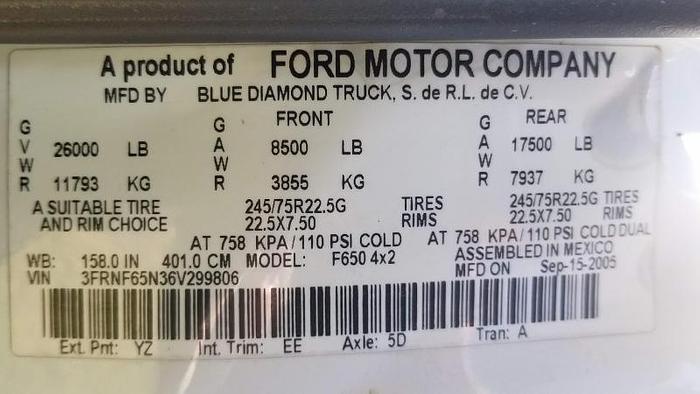 A product of FORD MOTOR COMPANY
MFD BY BLUE DIAMOND TRUCK, S. de R.L. de C.V.
GVWR 26000 LB GAWR FRONT 8500 LB GAWR REAR 17500 LB
11793 KG 3855 KG 7937 KG
A SUITABLE TIRE 245/75R22.5G TIRES 245/75R22.5G TIRES
AND RIM CHOICE 22.5X7.50 RIMS 22.5X7.50 RIMS
AT 758 KPA/110 PSI COLD AT 758 KPA/110 PSI COLD DUAL
WB: 158.0 IN 401.0 CM MODEL: F650 4x2 ASSEMBLED IN MEXICO
VIN 3FRNF65N36V299806 MFD ON Sep-15-2005
Ext. Pnt: YZ Int. Trim: EE Axle: 5D Tran: A